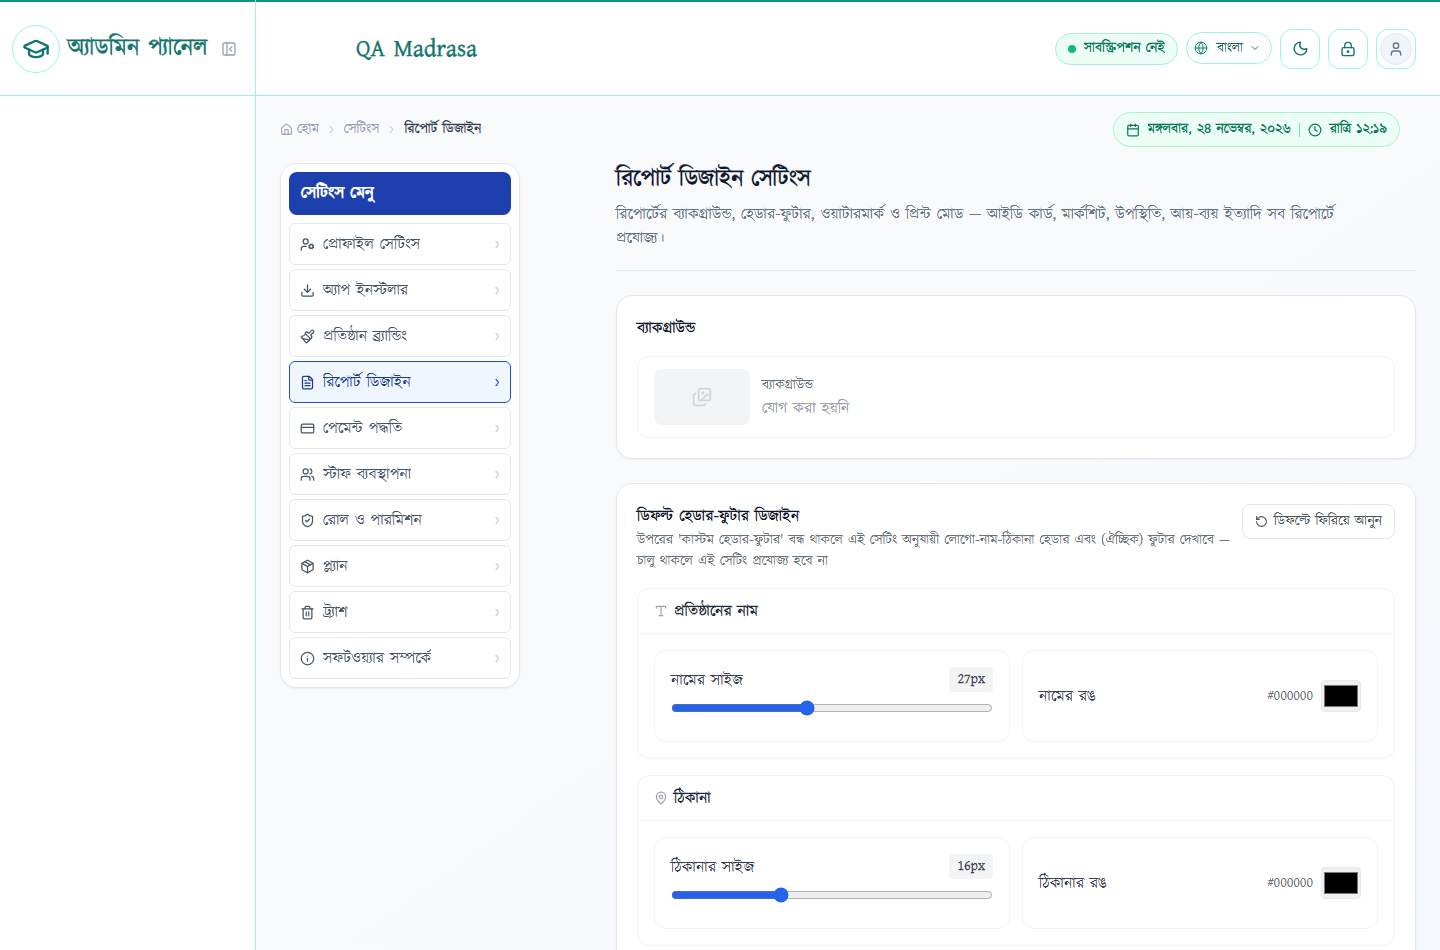 অ্যাডমিন প্যানেল
QA Madrasa
সাবস্ক্রিপশন নেই
বাংলা
হোম
সেটিংস
রিপোর্ট ডিজাইন
মঙ্গলবার, ২৪ নভেম্বর, ২০২৬
রাত্রি ১২:১৯
সেটিংস মেনু
প্রোফাইল সেটিংস
অ্যাপ ইনস্টলার
প্রতিষ্ঠান ব্র্যান্ডিং
রিপোর্ট ডিজাইন
পেমেন্ট পদ্ধতি
স্টাফ ব্যবস্থাপনা
রোল ও পারমিশন
প্ল্যান
ট্র্যাশ
সফটওয়্যার সম্পর্কে
রিপোর্ট ডিজাইন সেটিংস
রিপোর্টের ব্যাকগ্রাউন্ড, হেডার-ফুটার, ওয়াটারমার্ক ও প্রিন্ট মোড — আইডি কার্ড, মার্কশিট, উপস্থিতি, আয়-ব্যয় ইত্যাদি সব রিপোর্টে
প্রযোজ্য।
ব্যাকগ্রাউন্ড
ব্যাকগ্রাউন্ড
যোগ করা হয়নি
ডিফল্ট হেডার-ফুটার ডিজাইন
ডিফল্টে ফিরিয়ে আনুন
উপরের 'কাস্টম হেডার-ফুটার' বন্ধ থাকলে এই সেটিং অনুযায়ী লোগো-নাম-ঠিকানা হেডার এবং (ঐচ্ছিক) ফুটার দেখাবে —
চালু থাকলে এই সেটিং প্রযোজ্য হবে না
প্রতিষ্ঠানের নাম
নামের সাইজ
27px
নামের রঙ
#000000
ঠিকানা
ঠিকানার সাইজ
16px
ঠিকানার রঙ
#000000